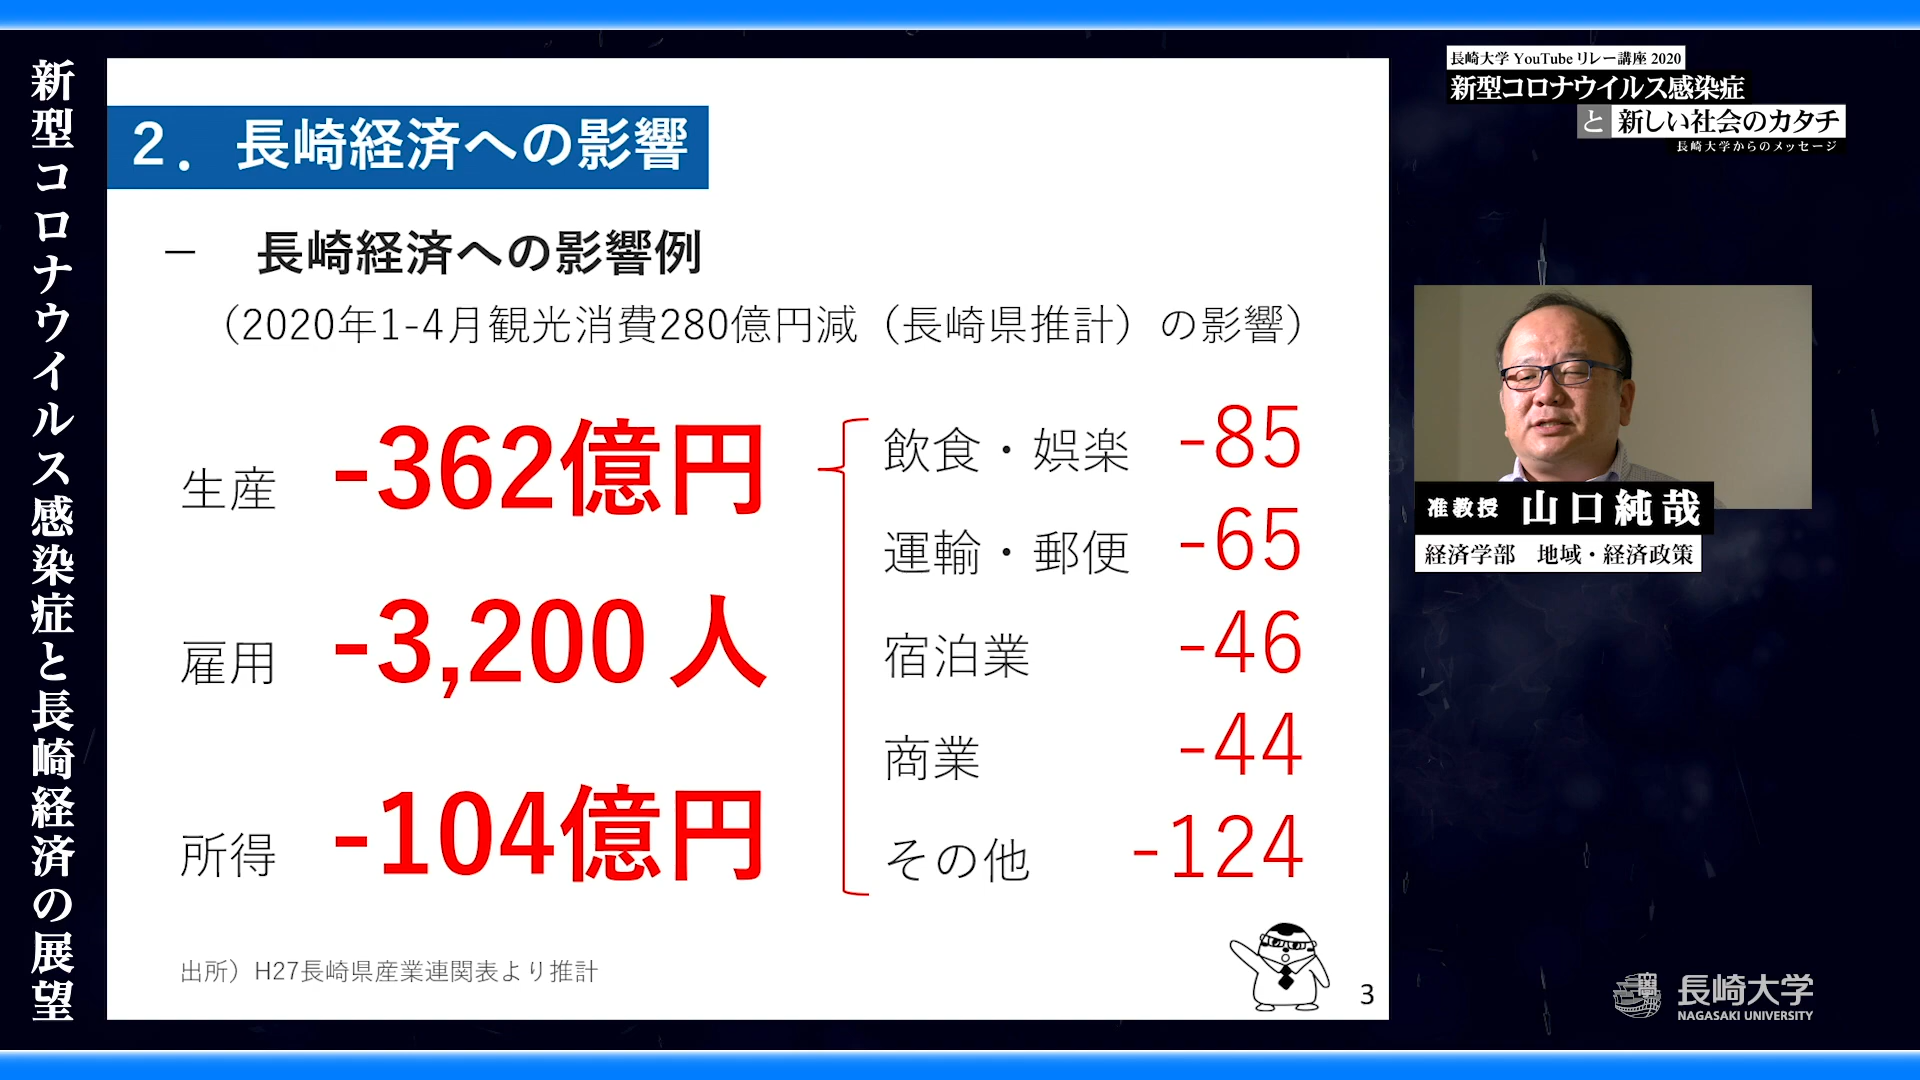 新型コロナウイルス感染症と長崎経済の展望
2．長崎経済への影響
－ 長崎経済への影響例
（2020年1-4月観光消費280億円減（長崎県推計）の影響）
生産 -362億円
雇用 -3,200人
所得 -104億円
飲食・娯楽 -85
運輸・郵便 -65
宿泊業 -46
商業 -44
その他 -124
出所）H27長崎県産業連関表より推計
3
長崎大学 YouTube リレー講座 2020
新型コロナウイルス感染症
と 新しい社会のカタチ
長崎大学からのメッセージ
准教授 山口純哉
経済学部 地域・経済政策
長崎大学
NAGASAKI UNIVERSITY